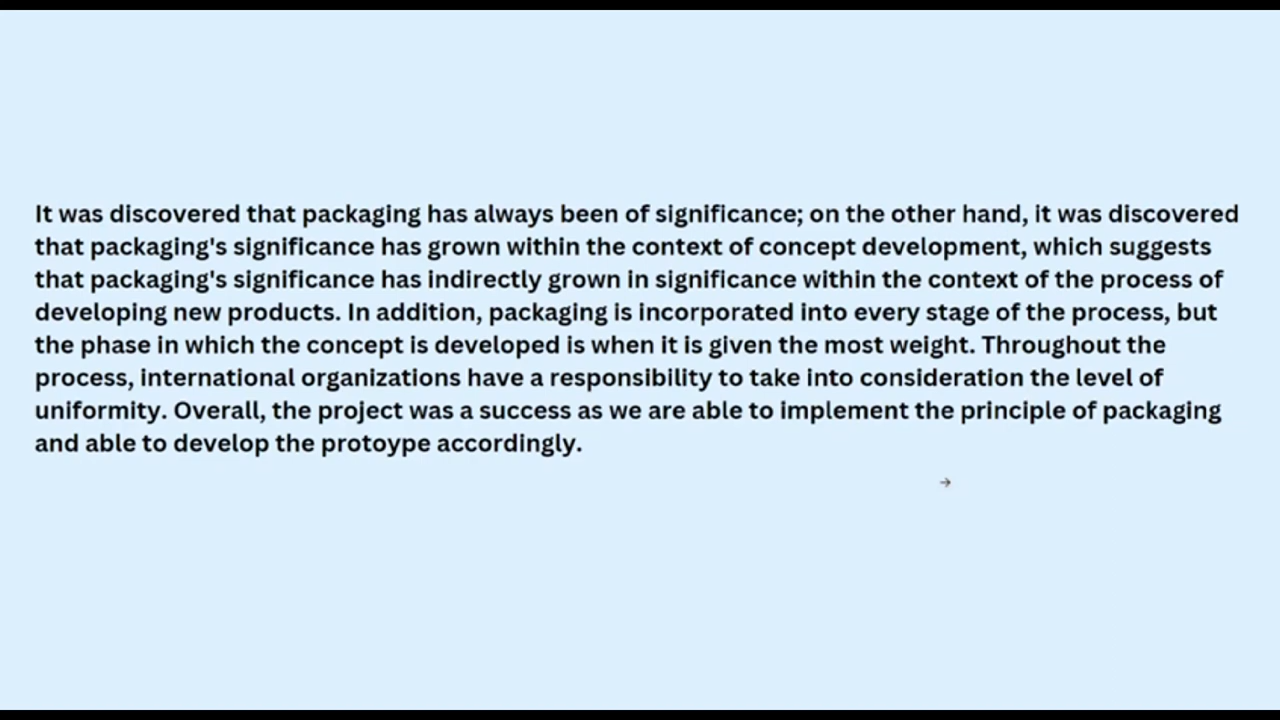 It was discovered that packaging has always been of significance; on the other hand, it was discovered
that packaging's significance has grown within the context of concept development, which suggests
that packaging's significance has indirectly grown in significance within the context of the process of
developing new products. In addition, packaging is incorporated into every stage of the process, but
the phase in which the concept is developed is when it is given the most weight. Throughout the
process, international organizations have a responsibility to take into consideration the level of
uniformity. Overall, the project was a success as we are able to implement the principle of packaging
and able to develop the protoype accordingly.